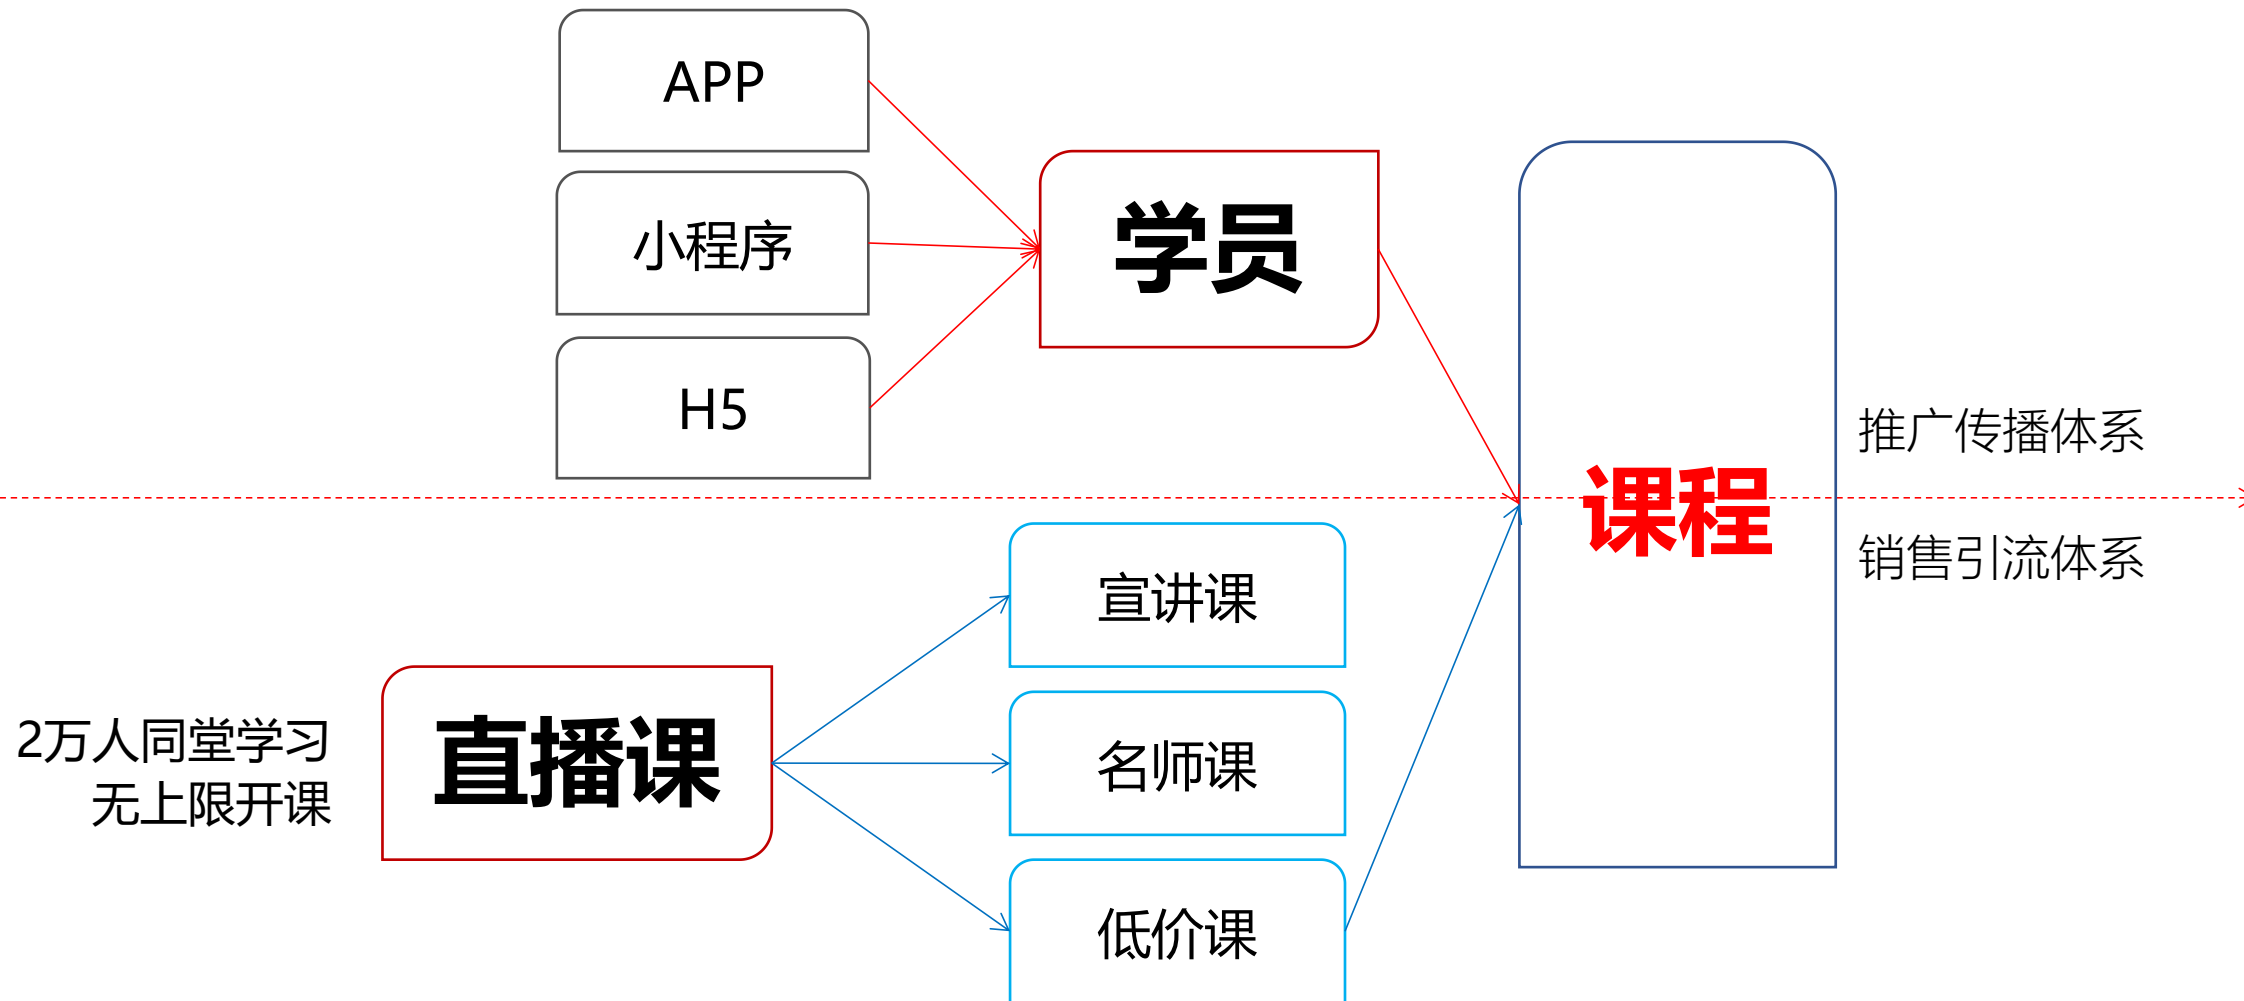 APP
小程序
H5
学员
推广传播体系
课程
销售引流体系
宣讲课
2万人同堂学习
无上限开课
直播课
名师课
低价课